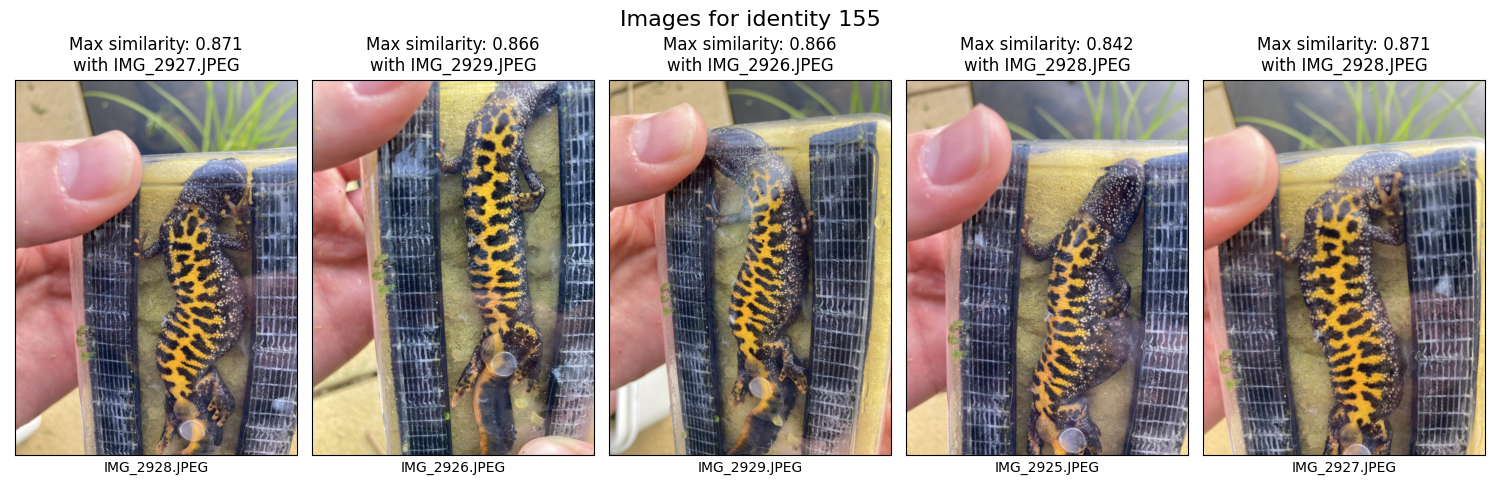 Images for identity 155
Max similarity: 0.871
with IMG_2927.JPEG
Max similarity: 0.866
with IMG_2929.JPEG
Max similarity: 0.866
with IMG_2926.JPEG
Max similarity: 0.842
with IMG_2928.JPEG
Max similarity: 0.871
with IMG_2928.JPEG
IMG_2928.JPEG
IMG_2926.JPEG
IMG_2929.JPEG
IMG_2925.JPEG
IMG_2927.JPEG